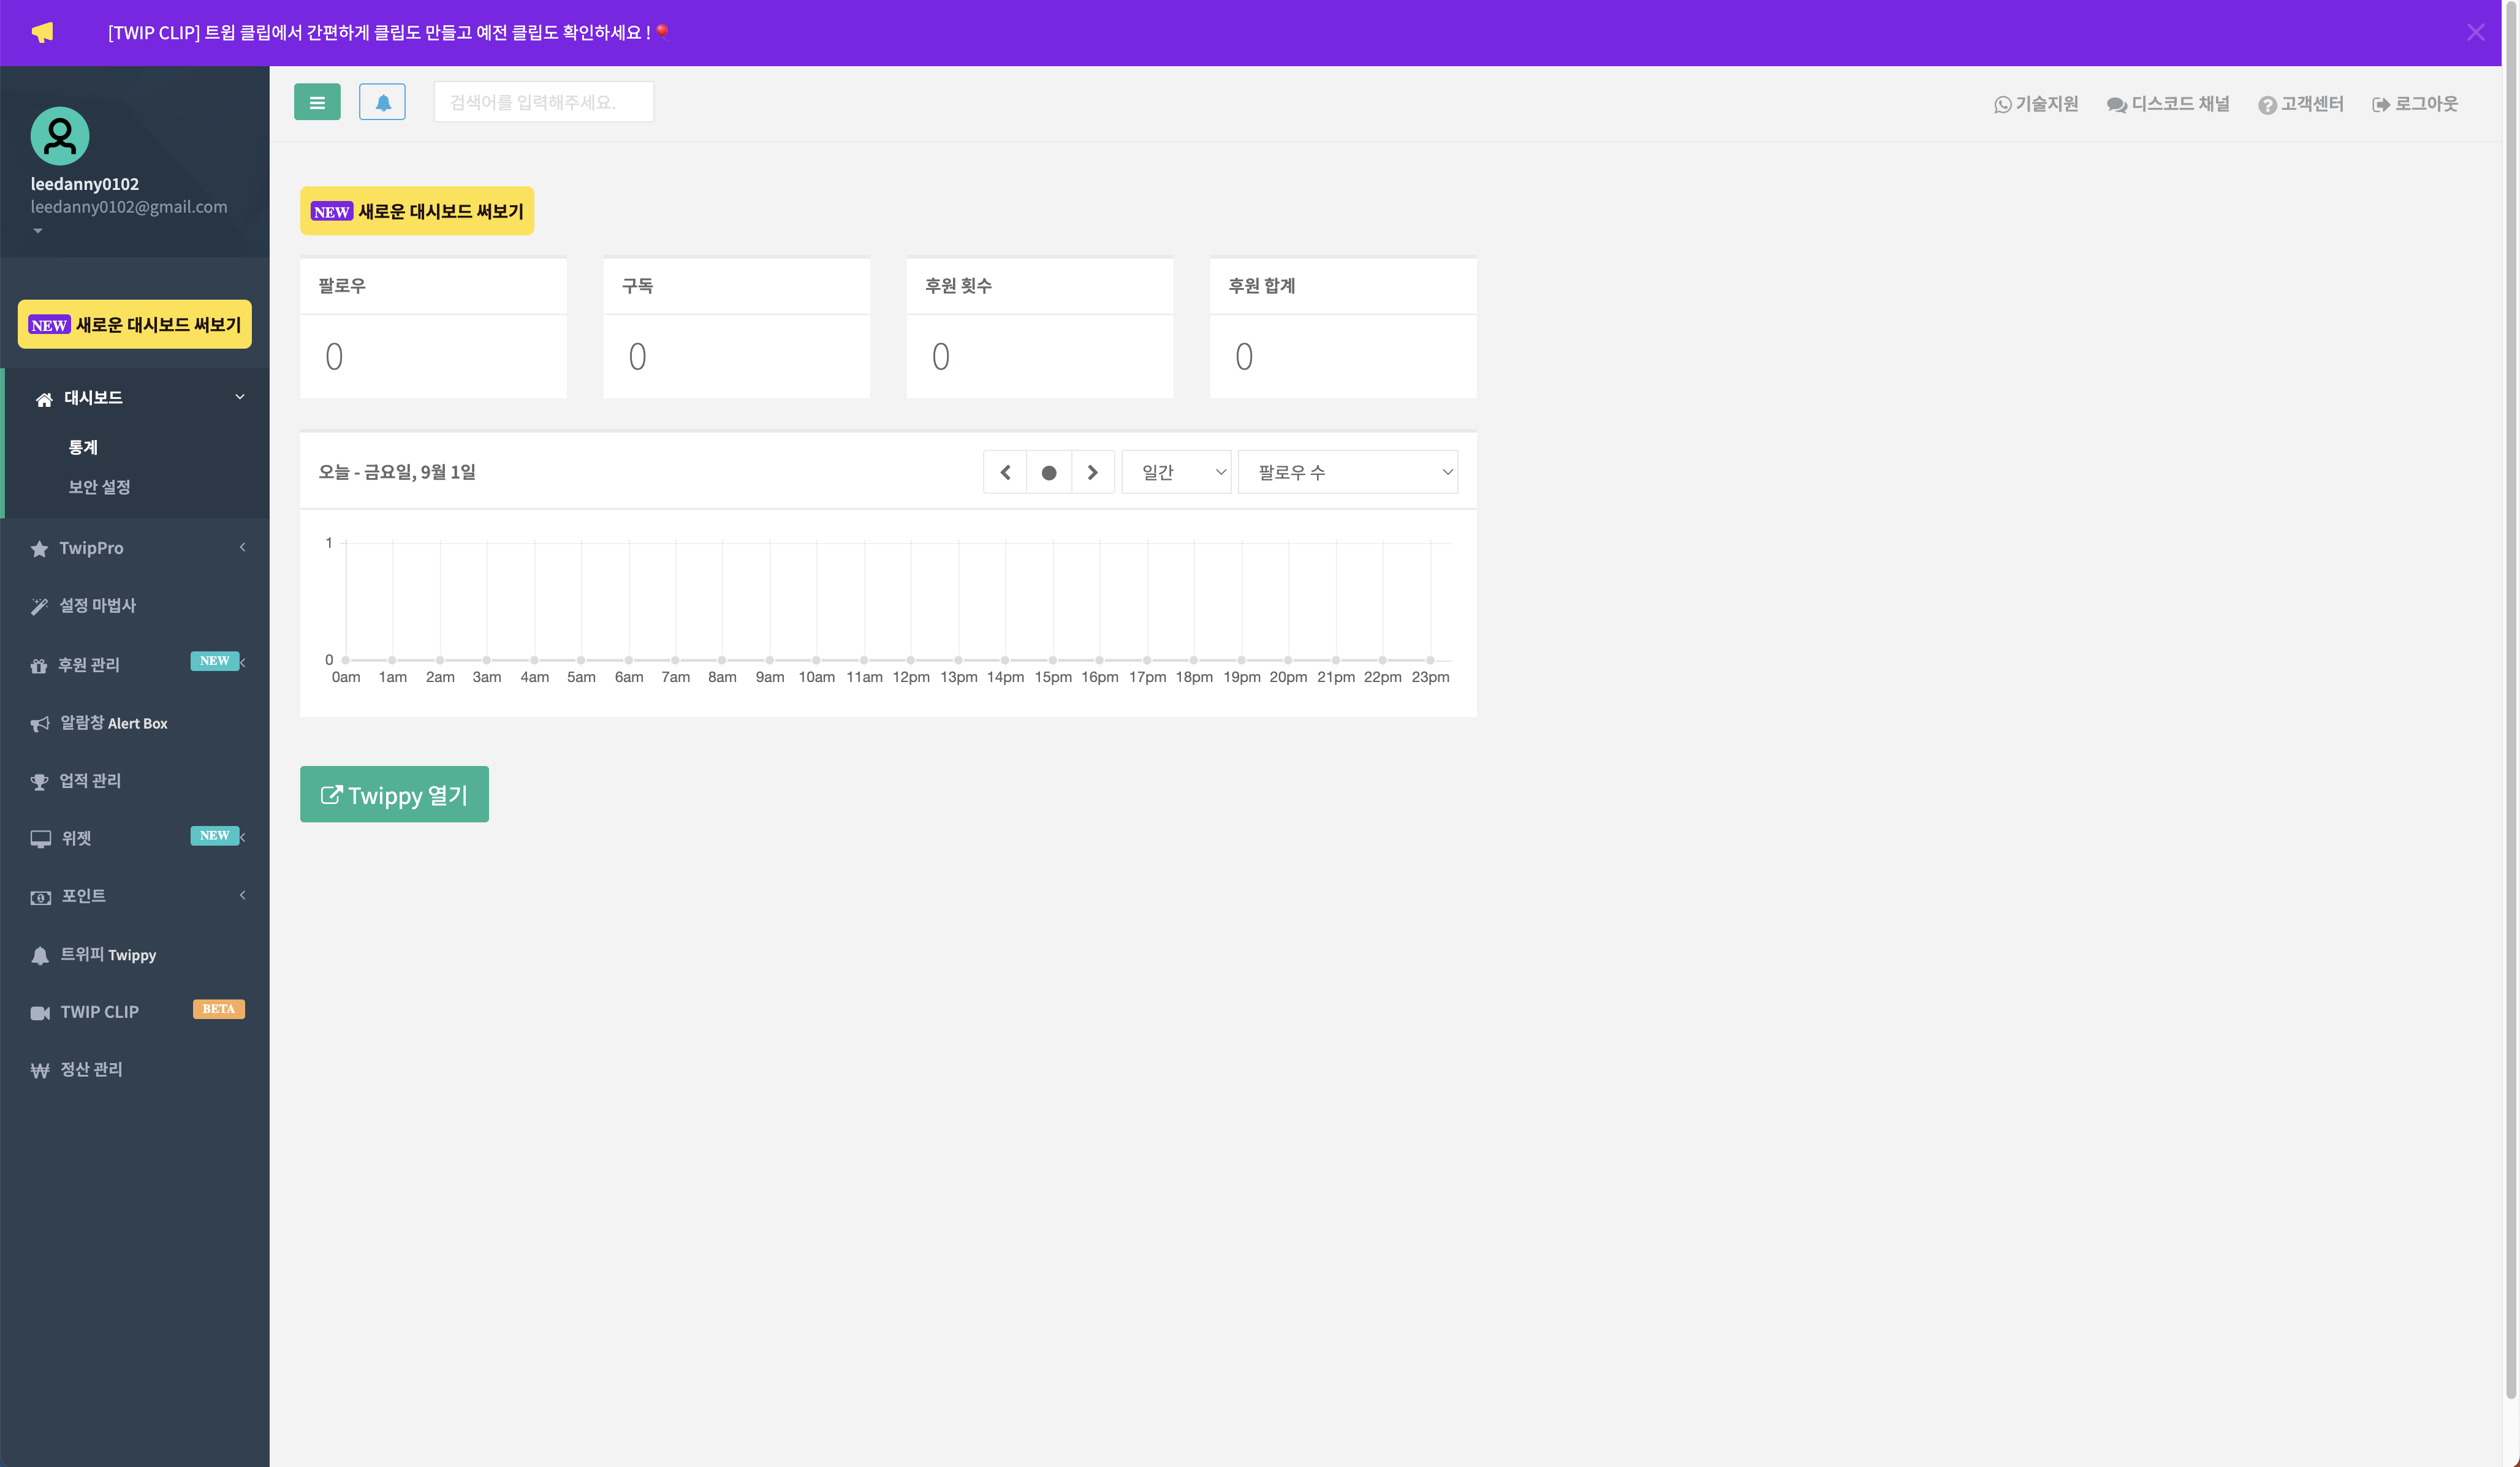 [TWIP CLIP] 트윕 클립에서 간편하게 클립도 만들고 예전 클립도 확인하세요 !
leedanny0102
leedanny0102@gmail.com
NEW 새로운 대시보드 써보기
대시보드
통계
보안 설정
TwipPro
설정 마법사
후원 관리 NEW
알람창 Alert Box
업적 관리
위젯 NEW
포인트
트위피 Twippy
TWIP CLIP BETA
정산 관리
검색어를 입력해주세요.
기술지원 디스코드 채널 고객센터 로그아웃
NEW 새로운 대시보드 써보기
팔로우 구독 후원 횟수 후원 합계
0 0 0 0
오늘 - 금요일, 9월 1일 일간 팔로우 수
1
0
0am 1am 2am 3am 4am 5am 6am 7am 8am 9am 10am 11am 12pm 13pm 14pm 15pm 16pm 17pm 18pm 19pm 20pm 21pm 22pm 23pm
Twippy 열기